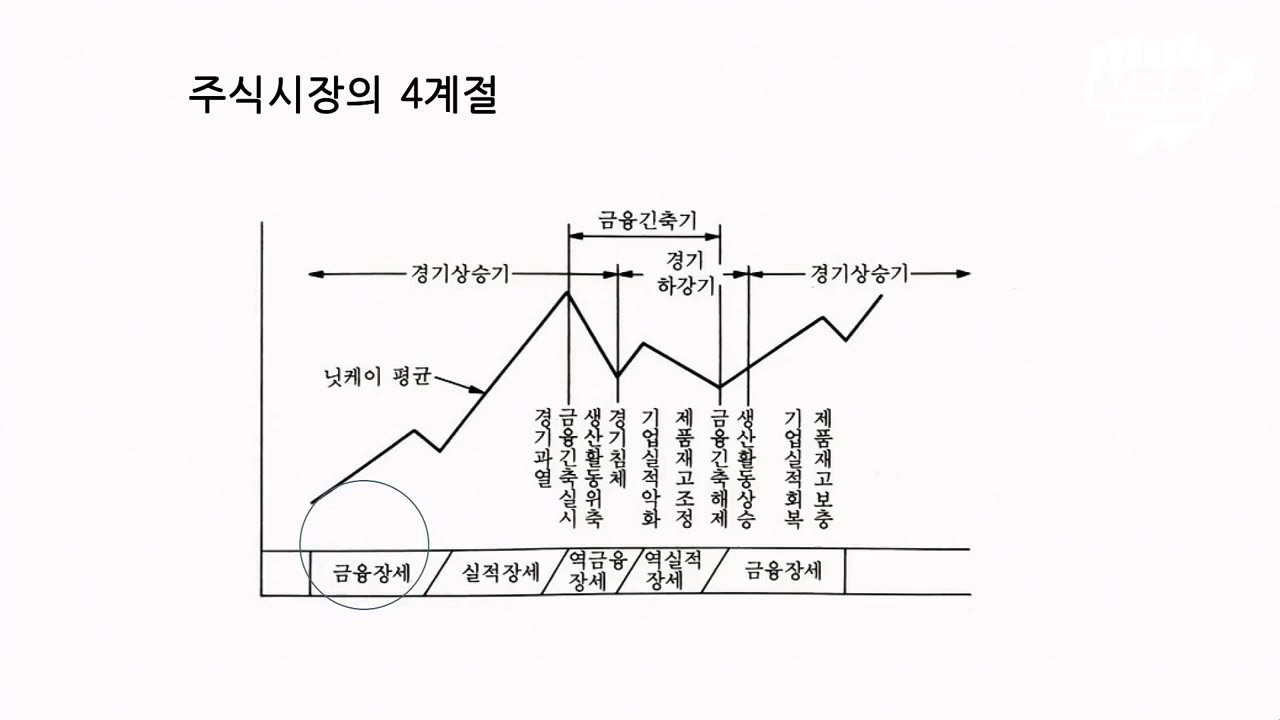 주식시장의 4계절
금융긴축기
경기상승기
경기
하강기
경기상승기
닛케이 평균
경기과열
금융긴축실시
생산활동위축
경기침체
기업실적악화
제품재고조정
금융긴축해제
생산활동상승
기업실적회복
제품재고보충
금융장세
실적장세
역금융
장세
역실적
장세
금융장세